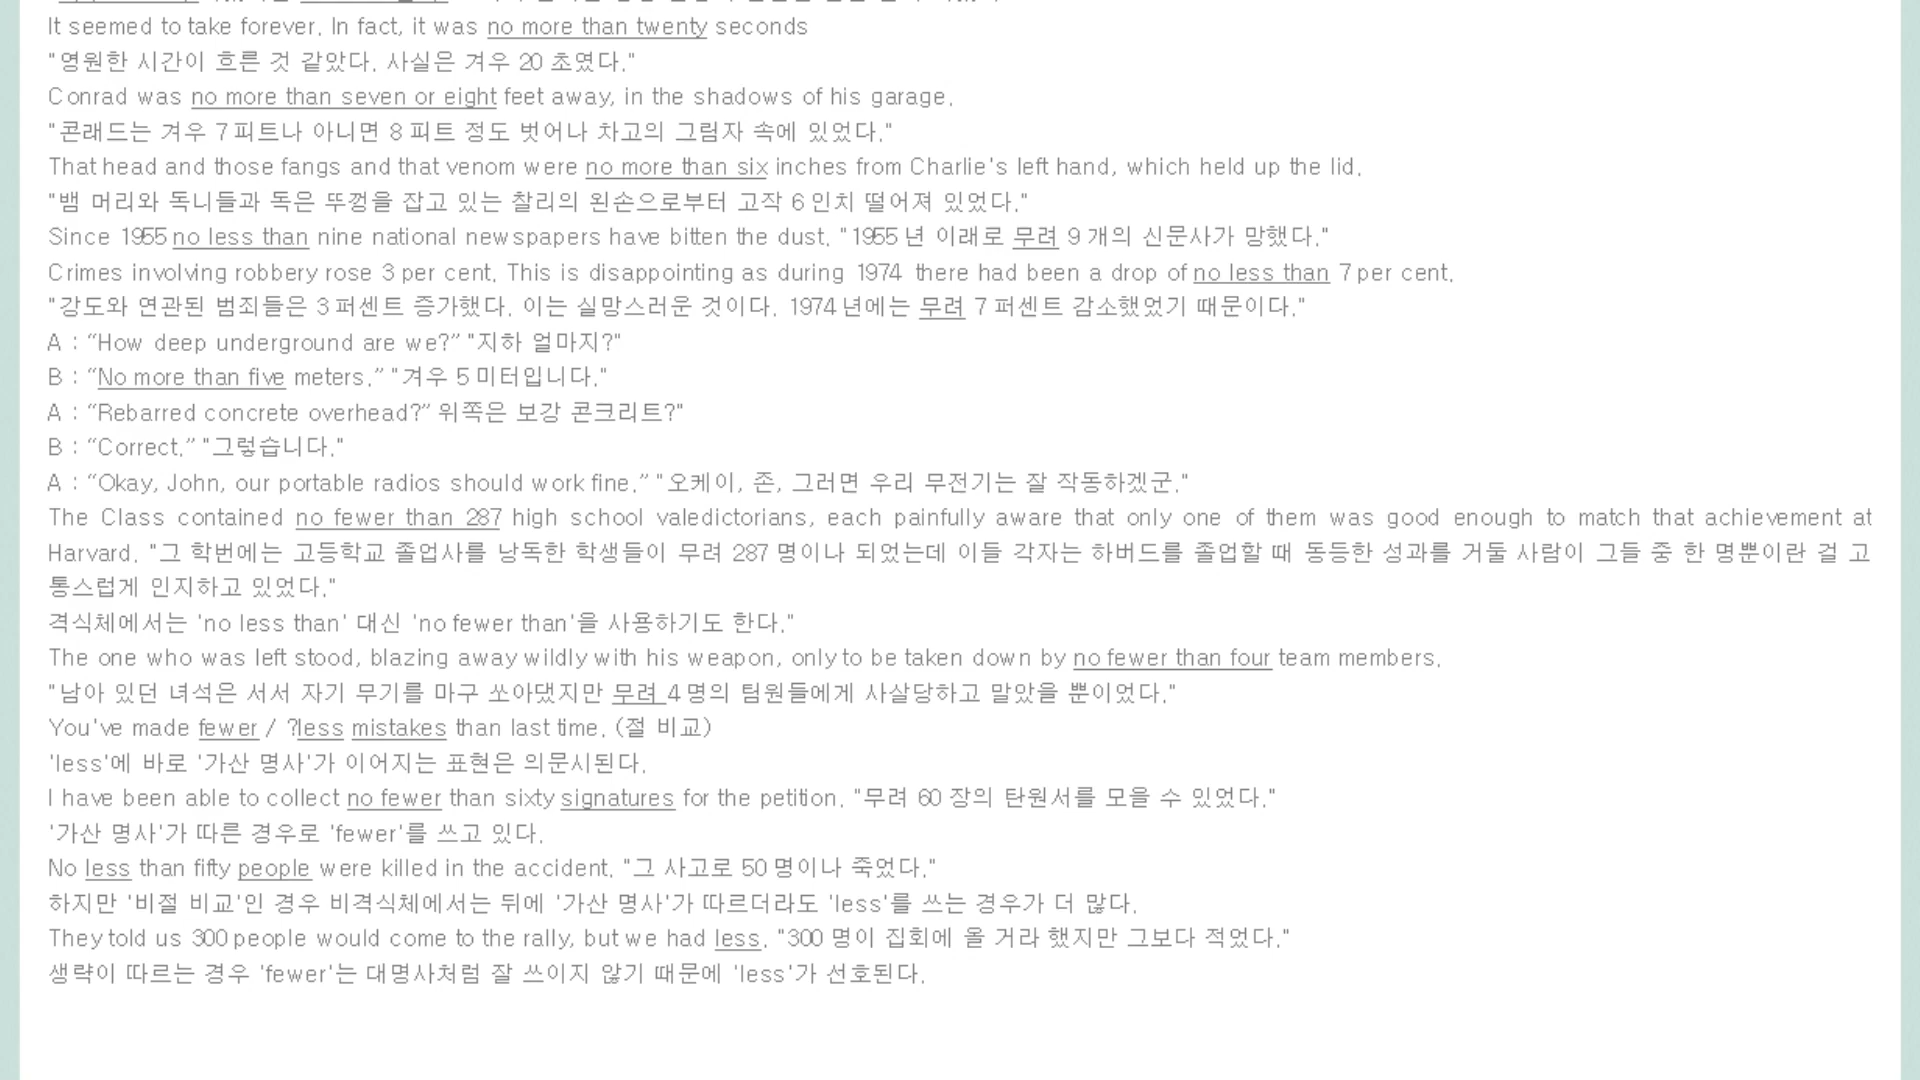 It seemed to take forever. In fact, it was no more than twenty seconds
"영원한 시간이 흐른 것 같았다. 사실은 겨우 20 초였다."
Conrad was no more than seven or eight feet away, in the shadows of his garage.
"콘래드는 겨우 7 피트나 아니면 8 피트 정도 벗어나 차고의 그림자 속에 있었다."
That head and those fangs and that venom were no more than six inches from Charlie's left hand, which held up the lid.
"뱀 머리와 독니들과 독은 뚜껑을 잡고 있는 찰리의 왼손으로부터 고작 6 인치 떨어져 있었다."
Since 1955 no less than nine national newspapers have bitten the dust. "1955 년 이래로 무려 9 개의 신문사가 망했다."
Crimes involving robbery rose 3 per cent. This is disappointing as during 1974 there had been a drop of no less than 7 per cent.
"강도와 연관된 범죄들은 3 퍼센트 증가했다. 이는 실망스러운 것이다. 1974 년에는 무려 7 퍼센트 감소했었기 때문이다."
A : “How deep underground are we?” "지하 얼마지?"
B : “No more than five meters.” "겨우 5 미터입니다."
A : “Rebarred concrete overhead?” 위쪽은 보강 콘크리트?"
B : “Correct.” "그렇습니다."
A : “Okay, John, our portable radios should work fine.” "오케이, 존, 그러면 우리 무전기는 잘 작동하겠군."
The Class contained no fewer than 287 high school valedictorians, each painfully aware that only one of them was good enough to match that achievement at
Harvard. "그 학번에는 고등학교 졸업사를 낭독한 학생들이 무려 287 명이나 되었는데 이들 각자는 하버드를 졸업할 때 동등한 성과를 거둘 사람이 그들 중 한 명뿐이란 걸 고
통스럽게 인지하고 있었다."
격식체에서는 'no less than' 대신 'no fewer than'을 사용하기도 한다."
The one who was left stood, blazing away wildly with his weapon, only to be taken down by no fewer than four team members.
"남아 있던 녀석은 서서 자기 무기를 마구 쏘아댔지만 무려 4 명의 팀원들에게 사살당하고 말았을 뿐이었다."
You've made fewer / ?less mistakes than last time. (절 비교)
'less'에 바로 '가산 명사'가 이어지는 표현은 의문시된다.
I have been able to collect no fewer than sixty signatures for the petition. "무려 60 장의 탄원서를 모을 수 있었다."
'가산 명사'가 따른 경우로 'fewer'를 쓰고 있다.
No less than fifty people were killed in the accident. "그 사고로 50 명이나 죽었다."
하지만 '비절 비교'인 경우 비격식체에서는 뒤에 '가산 명사'가 따르더라도 'less'를 쓰는 경우가 더 많다.
They told us 300 people would come to the rally, but we had less. "300 명이 집회에 올 거라 했지만 그보다 적었다."
생략이 따르는 경우 'fewer'는 대명사처럼 잘 쓰이지 않기 때문에 'less'가 선호된다.